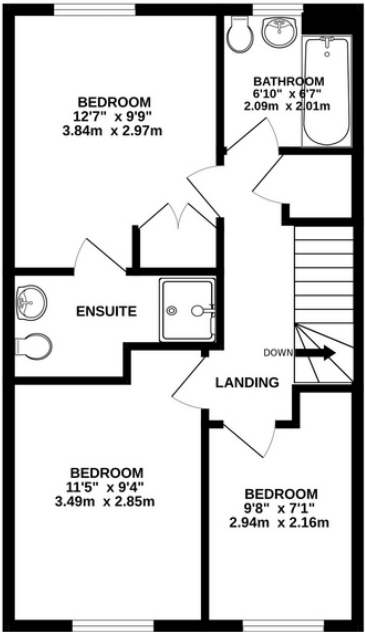 BEDROOM
12'7" x 9'9"
3.84m x 2.97m
BATHROOM
6'10" x 6'7"
2.09m x 2.01m
ENSUITE
DOWN
LANDING
BEDROOM
11'5" x 9'4"
3.49m x 2.85m
BEDROOM
9'8" x 7'1"
2.94m x 2.16m